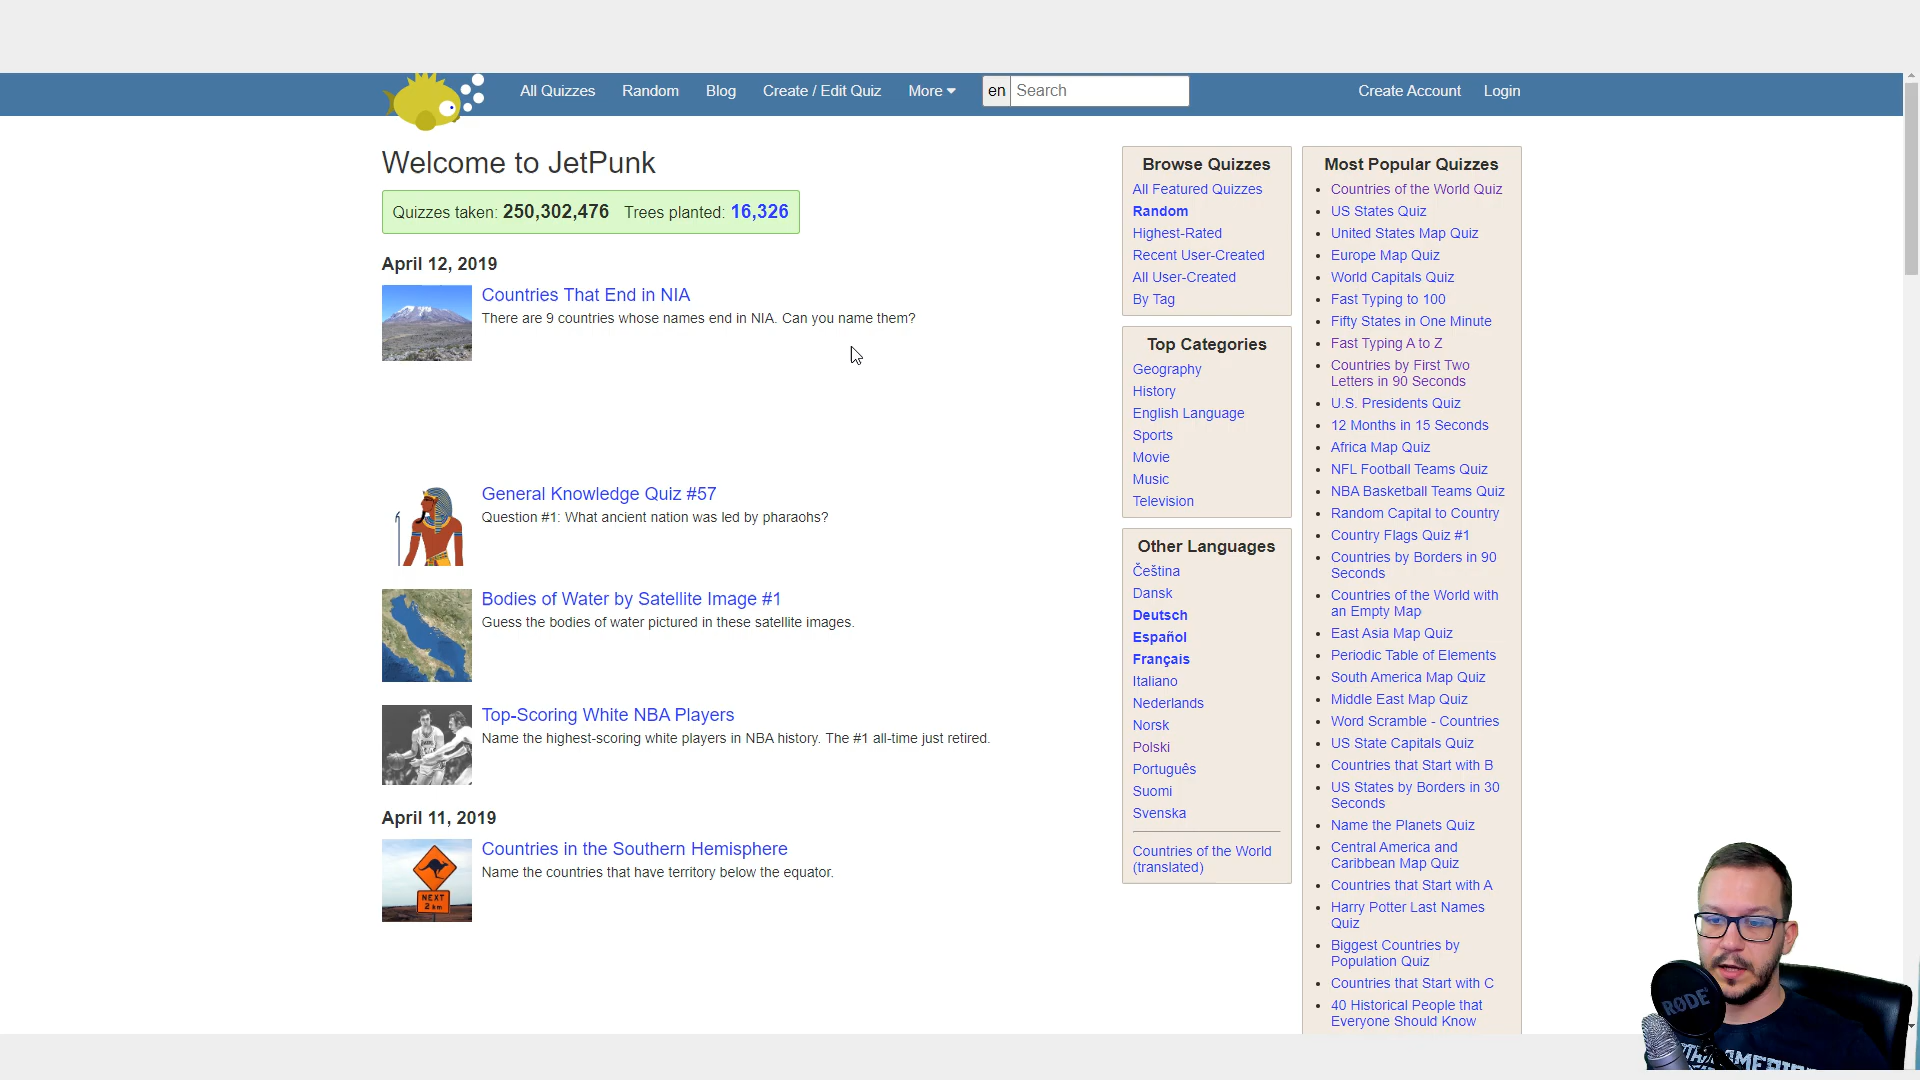 All Quizzes Random Blog Create / Edit Quiz More en Search Create Account Login
Welcome to JetPunk
Quizzes taken: 250,302,476 Trees planted: 16,326
April 12, 2019
Countries That End in NIA
There are 9 countries whose names end in NIA. Can you name them?
General Knowledge Quiz #57
Question #1: What ancient nation was led by pharaohs?
Bodies of Water by Satellite Image #1
Guess the bodies of water pictured in these satellite images.
Top-Scoring White NBA Players
Name the highest-scoring white players in NBA history. The #1 all-time just retired.
April 11, 2019
NEXT
2 km
Countries in the Southern Hemisphere
Name the countries that have territory below the equator.
Browse Quizzes
All Featured Quizzes
Random
Highest-Rated
Recent User-Created
All User-Created
By Tag
Top Categories
Geography
History
English Language
Sports
Movie
Music
Television
Other Languages
Čeština
Dansk
Deutsch
Español
Français
Italiano
Nederlands
Norsk
Polski
Português
Suomi
Svenska
Countries of the World
(translated)
Most Popular Quizzes
Countries of the World Quiz
US States Quiz
United States Map Quiz
Europe Map Quiz
World Capitals Quiz
Fast Typing to 100
Fifty States in One Minute
Fast Typing A to Z
Countries by First Two
Letters in 90 Seconds
U.S. Presidents Quiz
12 Months in 15 Seconds
Africa Map Quiz
NFL Football Teams Quiz
NBA Basketball Teams Quiz
Random Capital to Country
Country Flags Quiz #1
Countries by Borders in 90
Seconds
Countries of the World with
an Empty Map
East Asia Map Quiz
Periodic Table of Elements
South America Map Quiz
Middle East Map Quiz
Word Scramble - Countries
US State Capitals Quiz
Countries that Start with B
US States by Borders in 30
Seconds
Name the Planets Quiz
Central America and
Caribbean Map Quiz
Countries that Start with A
Harry Potter Last Names
Quiz
Biggest Countries by
Population Quiz
Countries that Start with C
40 Historical People that
Everyone Should Know
RØDE